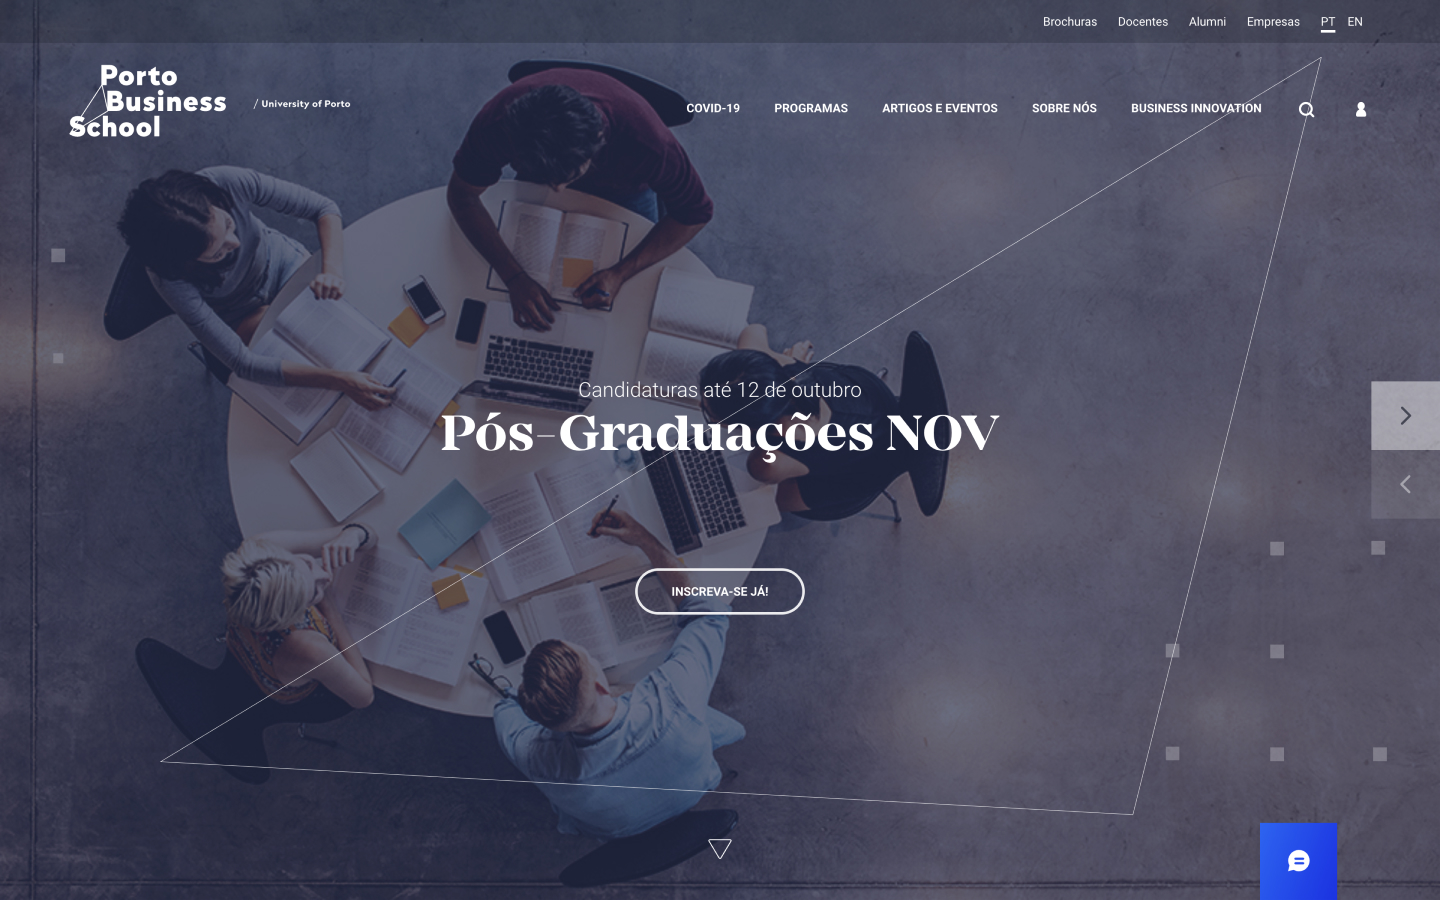 Brochuras Docentes Alumni Empresas PT EN
Porto
Business
School
/ University of Porto
COVID-19 PROGRAMAS ARTIGOS E EVENTOS SOBRE NÓS BUSINESS INNOVATION
Candidaturas até 12 de outubro
Pós-Graduações NOV
INSCREVA-SE JÁ!